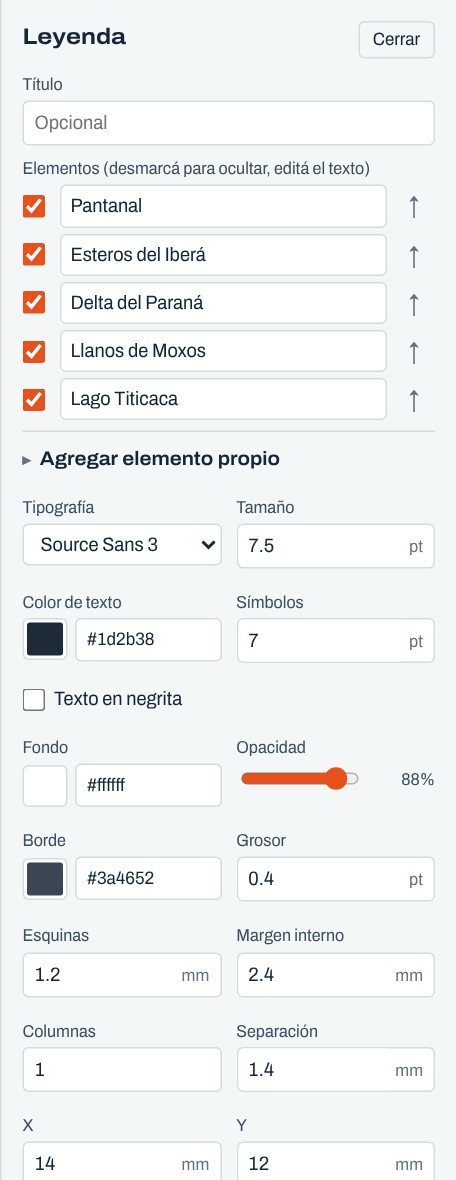 Leyenda
Cerrar
Título
Opcional
Elementos (desmarcá para ocultar, editá el texto)
Pantanal
↑
Esteros del Iberá
↑
Delta del Paraná
↑
Llanos de Moxos
↑
Lago Titicaca
↑
▸ Agregar elemento propio
Tipografía
Tamaño
Source Sans 3
7.5 pt
Color de texto
Símbolos
#1d2b38
7 pt
Texto en negrita
Fondo
Opacidad
#ffffff
88%
Borde
Grosor
#3a4652
0.4 pt
Esquinas
Margen interno
1.2 mm
2.4 mm
Columnas
Separación
1
1.4 mm
X
Y
14 mm
12 mm